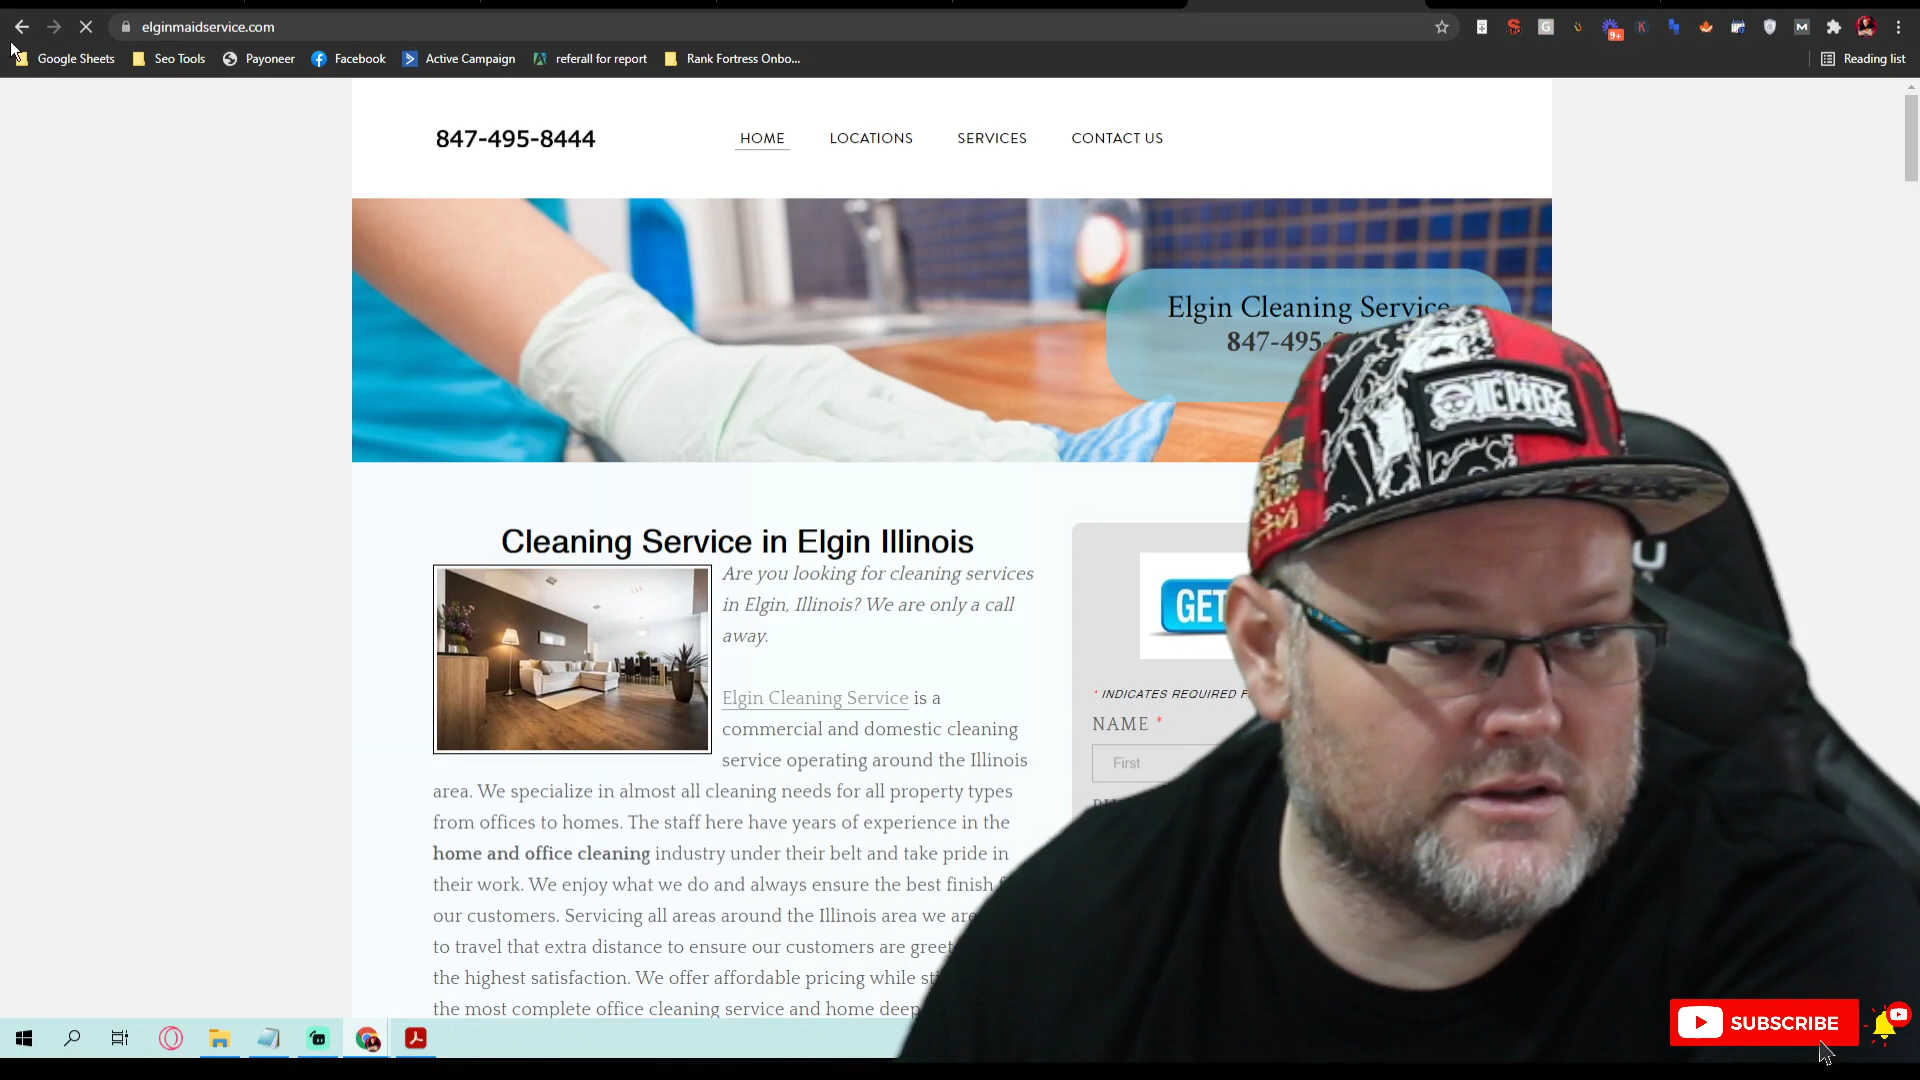 elginmaidservice.com
9+
Google Sheets
Seo Tools
Payoneer
Facebook
Active Campaign
referall for report
Rank Fortress Onbo...
Reading list
847-495-8444
HOME
LOCATIONS
SERVICES
CONTACT US
Elgin Cleaning Service
847-495-
ONE PIECE
Cleaning Service in Elgin Illinois
Are you looking for cleaning services
in Elgin, Illinois? We are only a call
away.
GET
Elgin Cleaning Service is a
commercial and domestic cleaning
service operating around the Illinois
area. We specialize in almost all cleaning needs for all property types
from offices to homes. The staff here have years of experience in the
home and office cleaning industry under their belt and take pride in
their work. We enjoy what we do and always ensure the best finish
our customers. Servicing all areas around the Illinois area we are
to travel that extra distance to ensure our customers are
the highest satisfaction. We offer affordable pricing while
the most complete office cleaning service and home deep
* INDICATES REQUIRED
NAME *
First
SUBSCRIBE